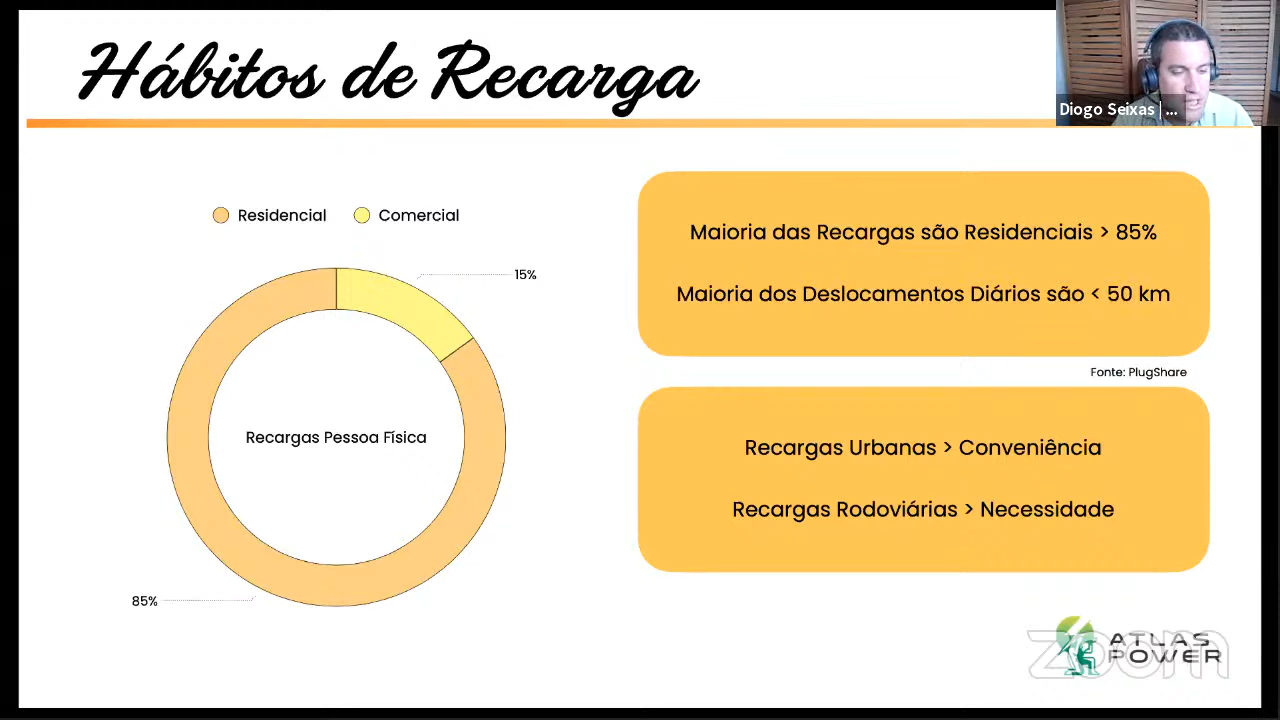 Hábitos de Recarga
Diogo Seixas | ...
Residencial
Comercial
15%
Recargas Pessoa Física
85%
Maioria das Recargas são Residenciais > 85%
Maioria dos Deslocamentos Diários são < 50 km
Fonte: PlugShare
Recargas Urbanas > Conveniência
Recargas Rodoviárias > Necessidade
ATLAS
POWER
zoom